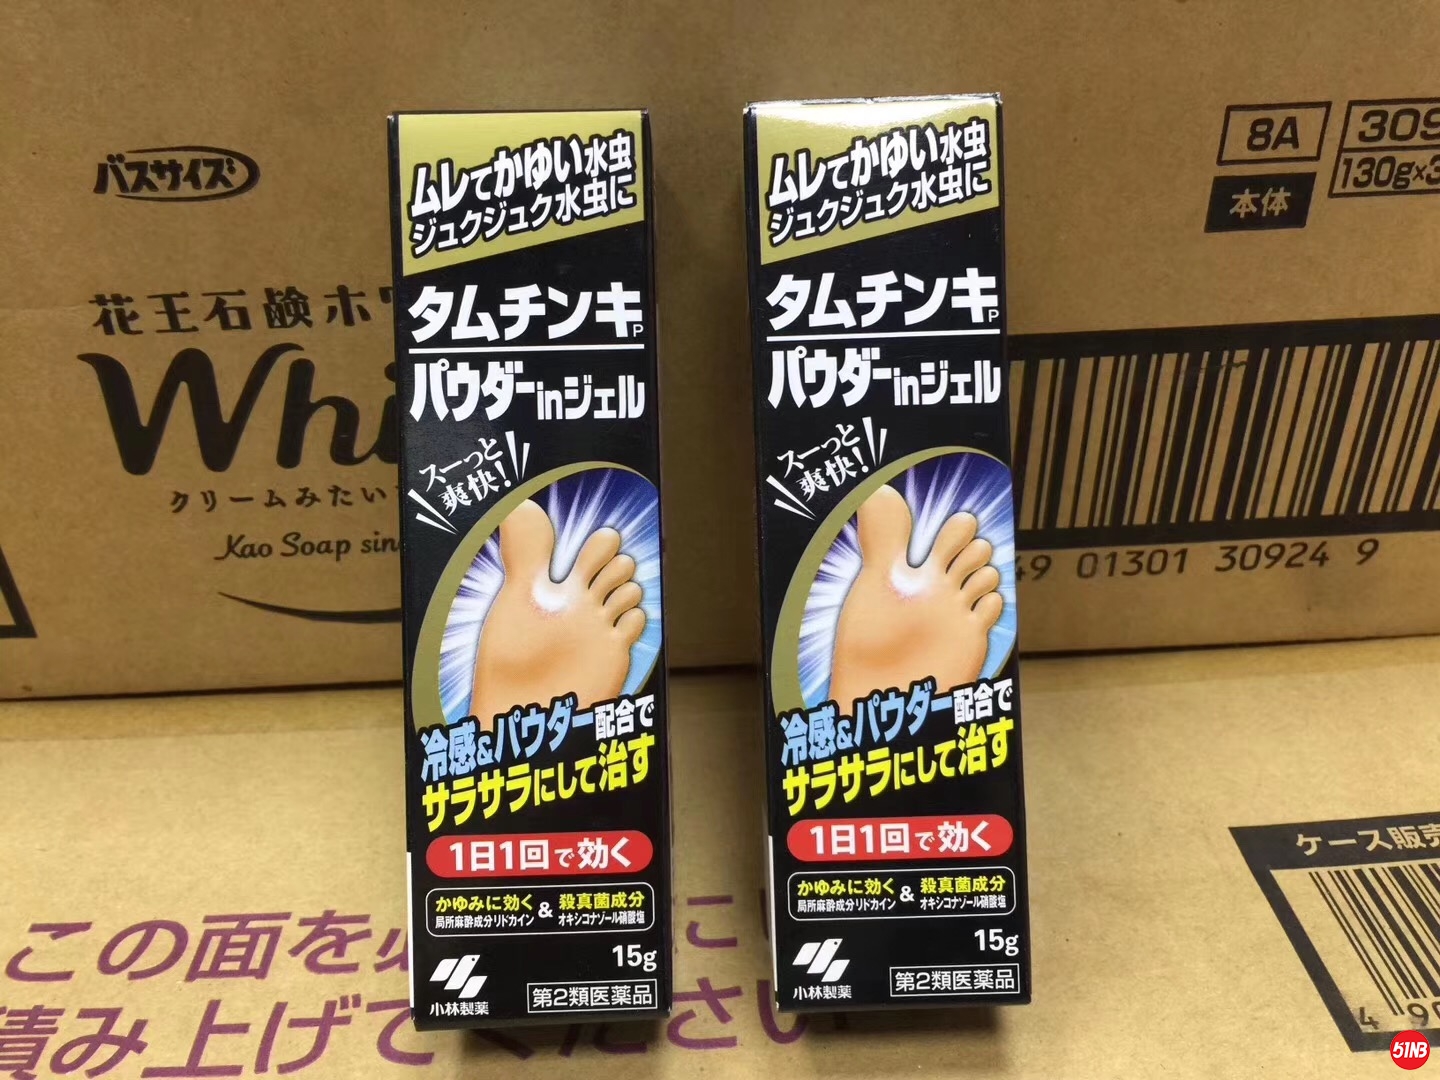 バスサイズ
花王石鹸ホ
Whi
クリームみたい
Kao Soap sin
8A
本体
309
130g×3
49 01301 30924 9
ケース販売
4 90
この面を必
に
積み上げてください
ムレてかゆい水虫
ジュクジュク水虫に
タムチンキP
パウダーinジェル
スーっと
爽快!
冷感&パウダー配合で
サラサラにして治す
1日1回で効く
かゆみに効く & 殺真菌成分
局所麻酔成分リドカイン オキシコナゾール硝酸塩
15g
小林製薬
第2類医薬品
ムレてかゆい水虫
ジュクジュク水虫に
タムチンキP
パウダーinジェル
スーっと
爽快!
冷感&パウダー配合で
サラサラにして治す
1日1回で効く
かゆみに効く & 殺真菌成分
局所麻酔成分リドカイン オキシコナゾール硝酸塩
15g
小林製薬
第2類医薬品
51NB